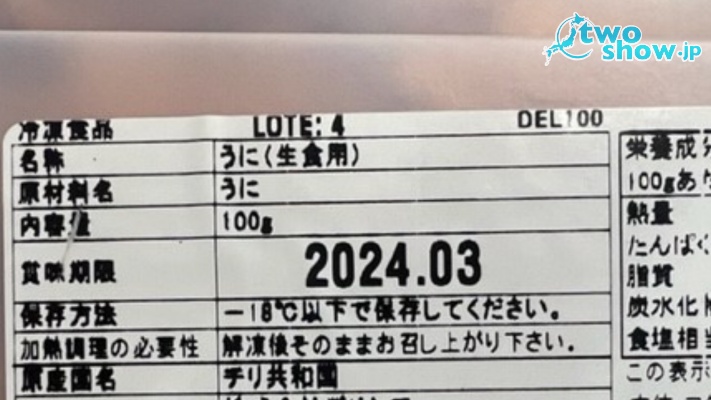 two
show.jp
冷凍食品 LOTE: 4 DEL100
名称 うに(生食用)
原材料名 うに
内容量 100g
賞味期限 2024.03
保存方法 -18℃以下で保存してください。
加熱調理の必要性 解凍後そのままお召し上がり下さい。
原産国名 チリ共和国
栄養成分
100gあた
熱量
たんぱく
脂質
炭水化
食塩相当
この表示